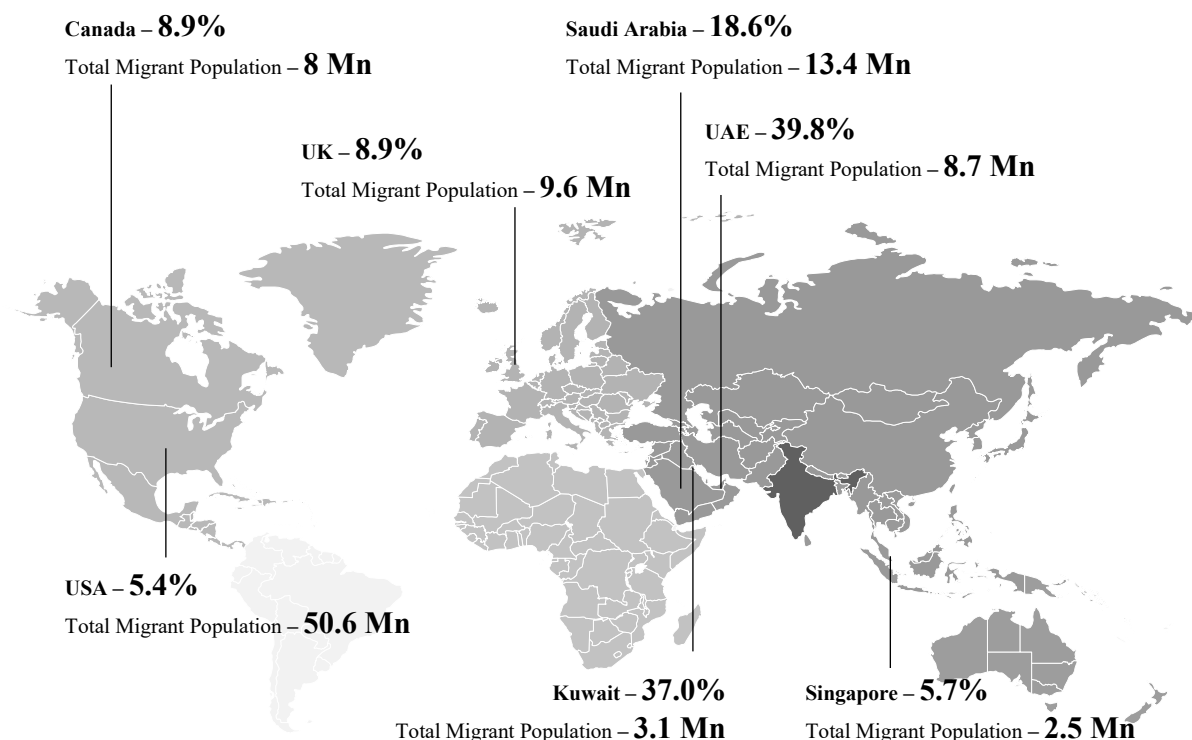 Canada – 8.9%
Total Migrant Population – 8 Mn
Saudi Arabia – 18.6%
Total Migrant Population – 13.4 Mn
UK – 8.9%
Total Migrant Population – 9.6 Mn
UAE – 39.8%
Total Migrant Population – 8.7 Mn
USA – 5.4%
Total Migrant Population – 50.6 Mn
Kuwait – 37.0%
Total Migrant Population – 3.1 Mn
Singapore – 5.7%
Total Migrant Population – 2.5 Mn